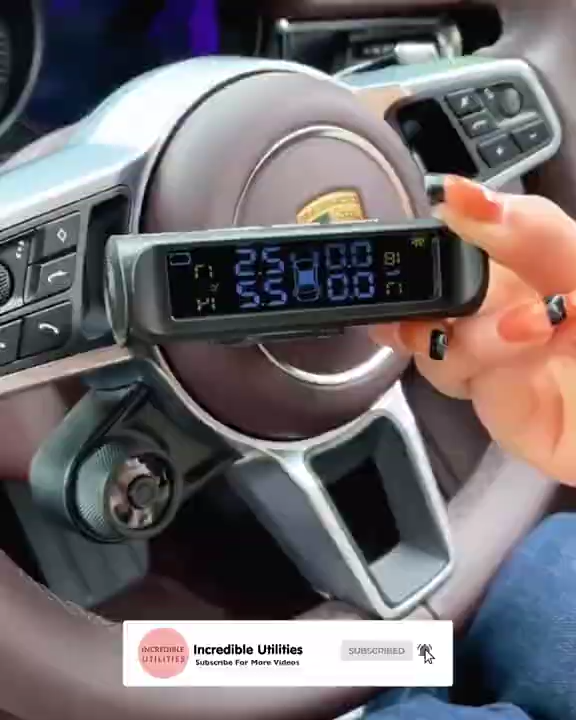 2.5 0.0
5.5 0.0
INCREDIBLE
UTILITIES
Incredible Utilities
Subscribe For More Videos
SUBSCRIBED